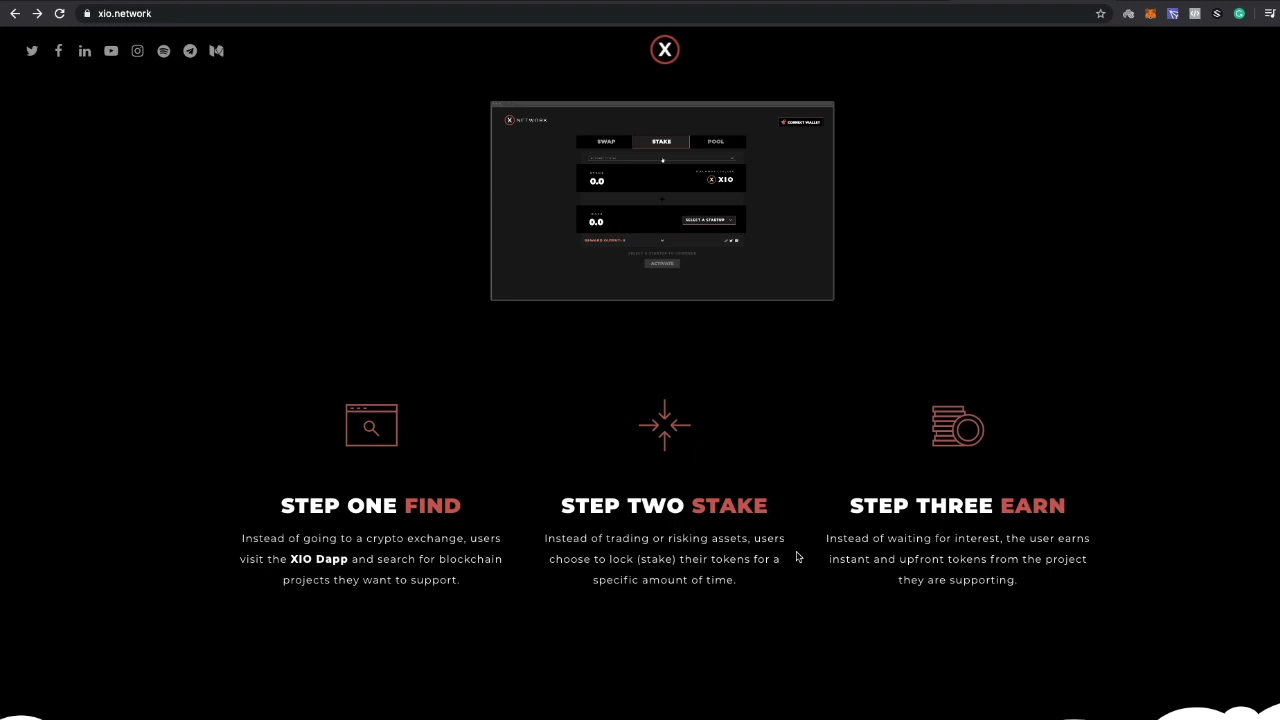 xio.network
X
X NETWORK
CONNECT WALLET
SWAP STAKE POOL
0.0
X XIO
0.0
SELECT A STARTUP
ACTIVATE
STEP ONE FIND
Instead of going to a crypto exchange, users
visit the XIO Dapp and search for blockchain
projects they want to support.
STEP TWO STAKE
Instead of trading or risking assets, users
choose to lock (stake) their tokens for a
specific amount of time.
STEP THREE EARN
Instead of waiting for interest, the user earns
instant and upfront tokens from the project
they are supporting.